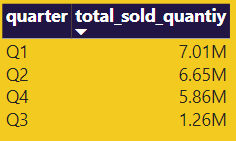 quarter total_sold_quantiy
Q1 7.01M
Q2 6.65M
Q4 5.86M
Q3 1.26M